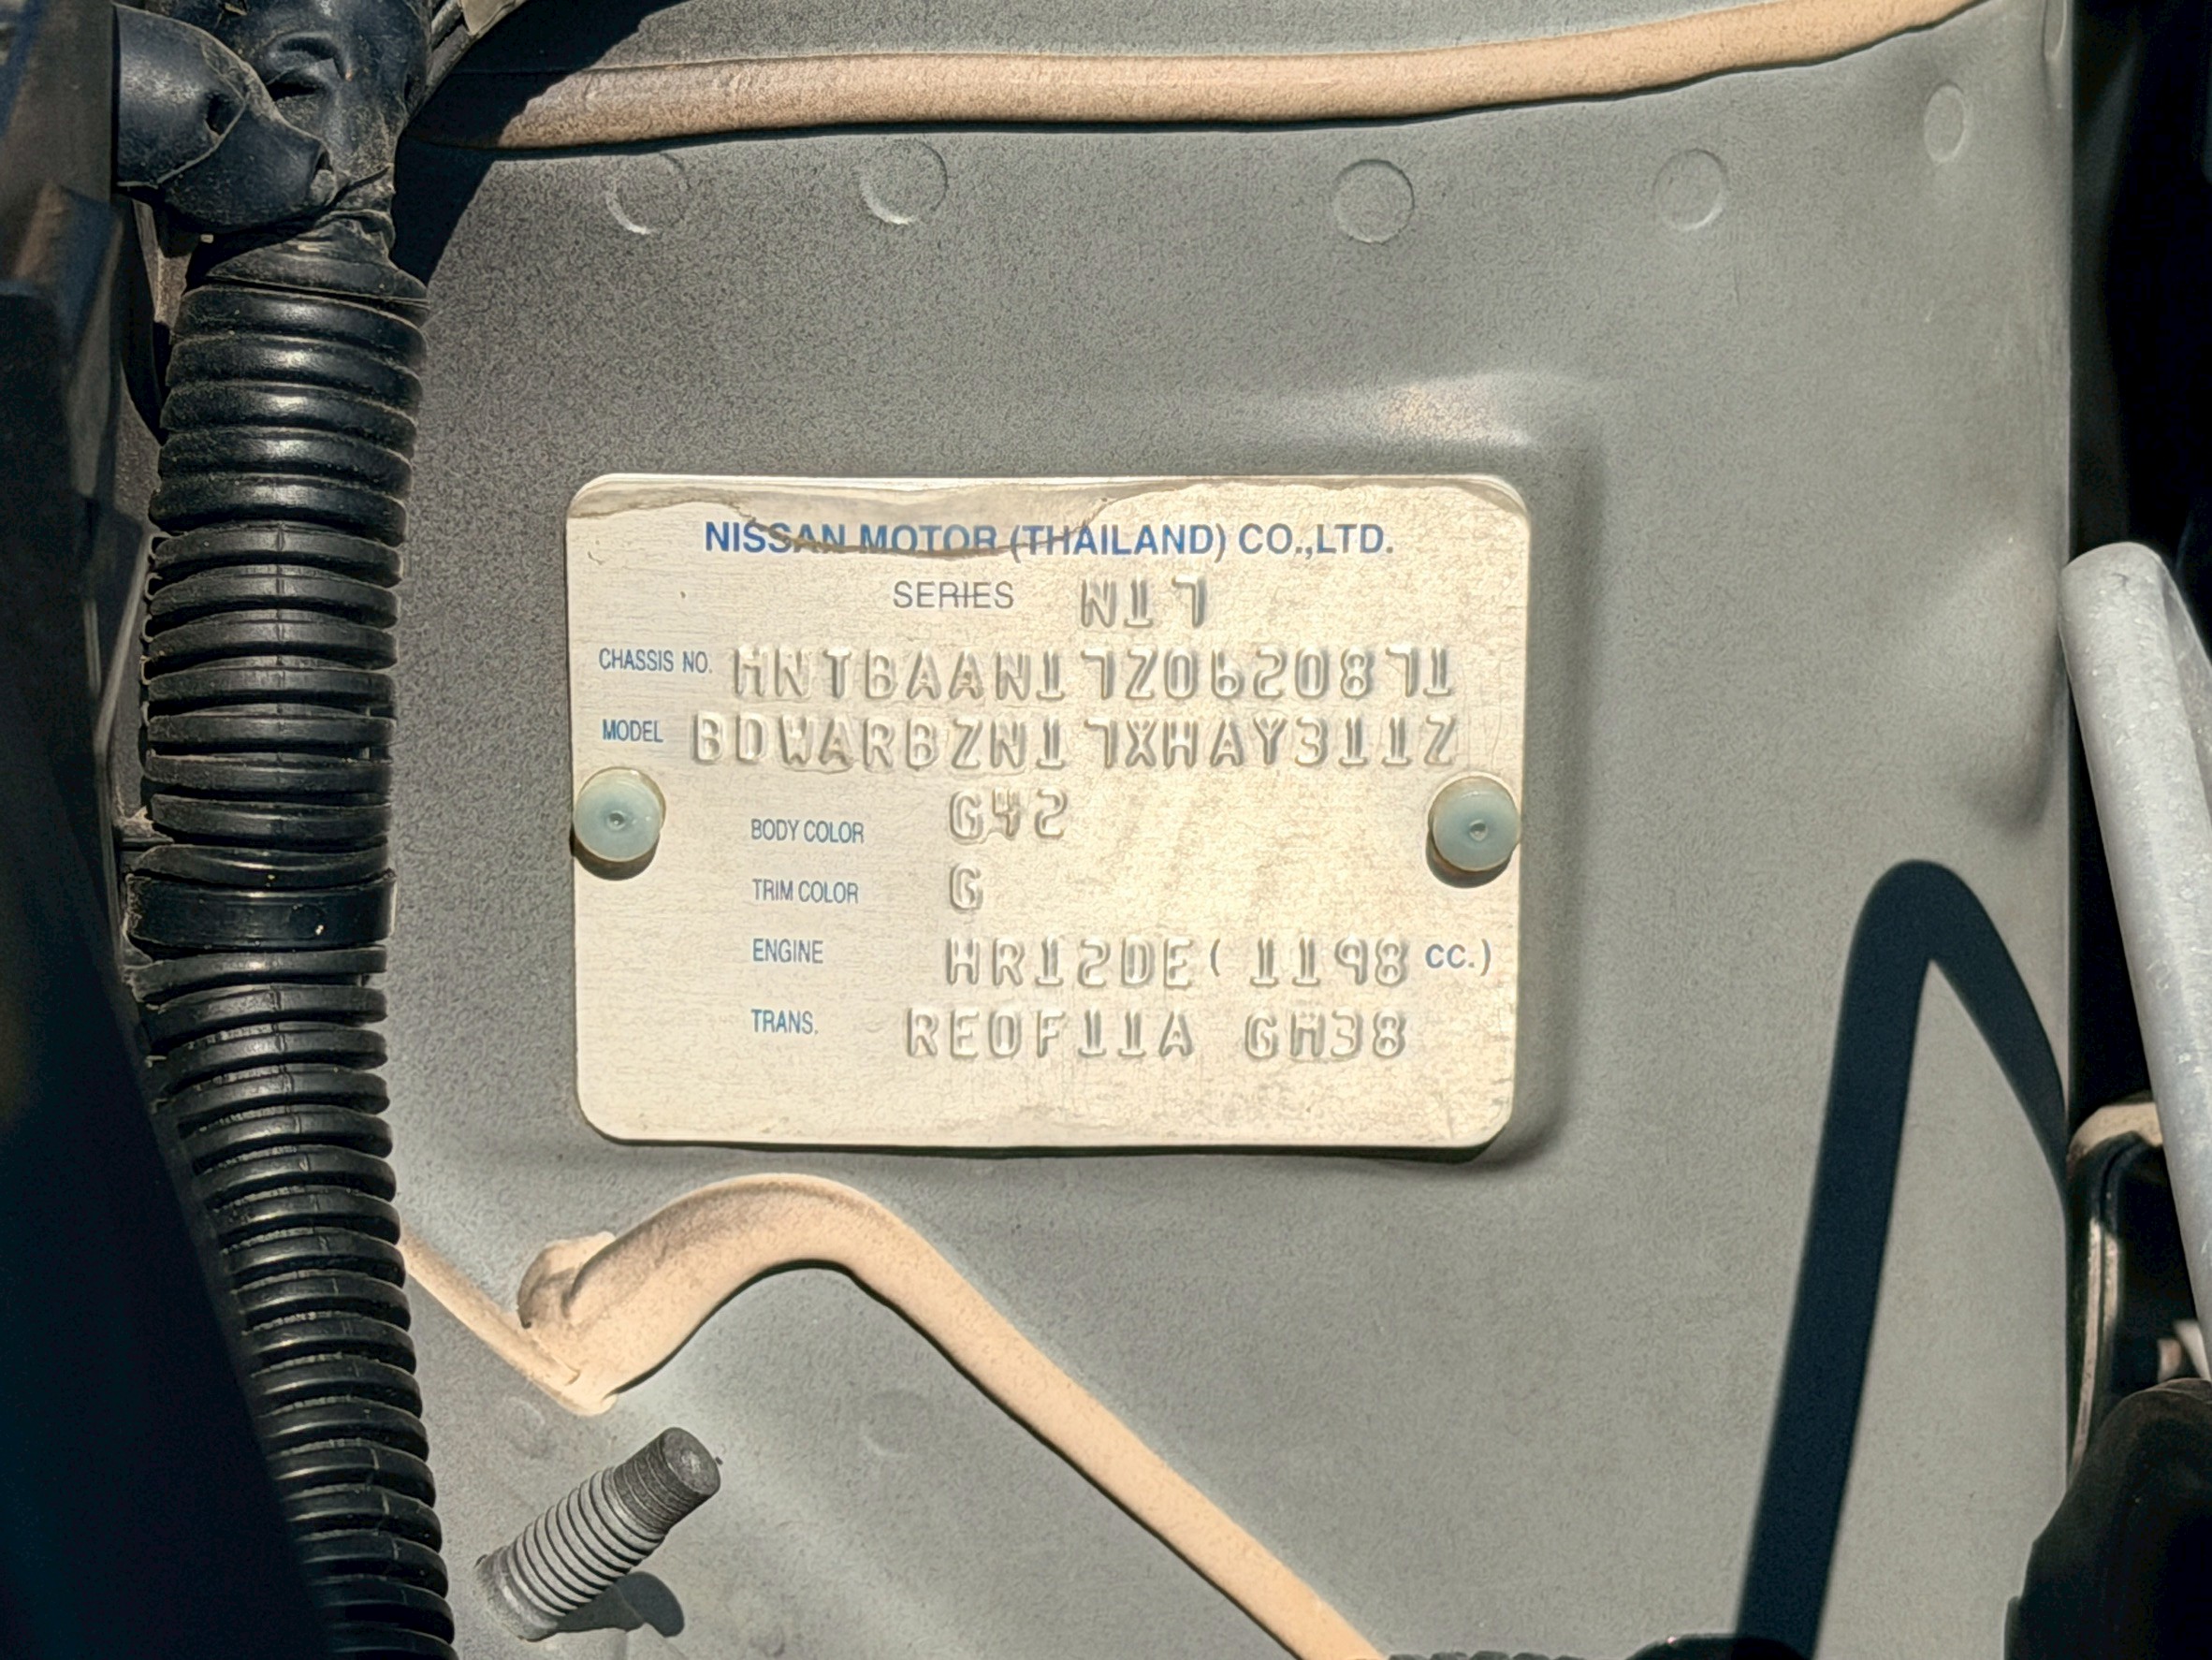 NISSAN MOTOR (THAILAND) CO.,LTD.
SERIES N17
CHASSIS NO. MNTBAAN17Z0620871
MODEL BDWARBZN17XHAY311Z
BODY COLOR G42
TRIM COLOR G
ENGINE HR12DE( 1198 CC.)
TRANS. RE0F11A GH38